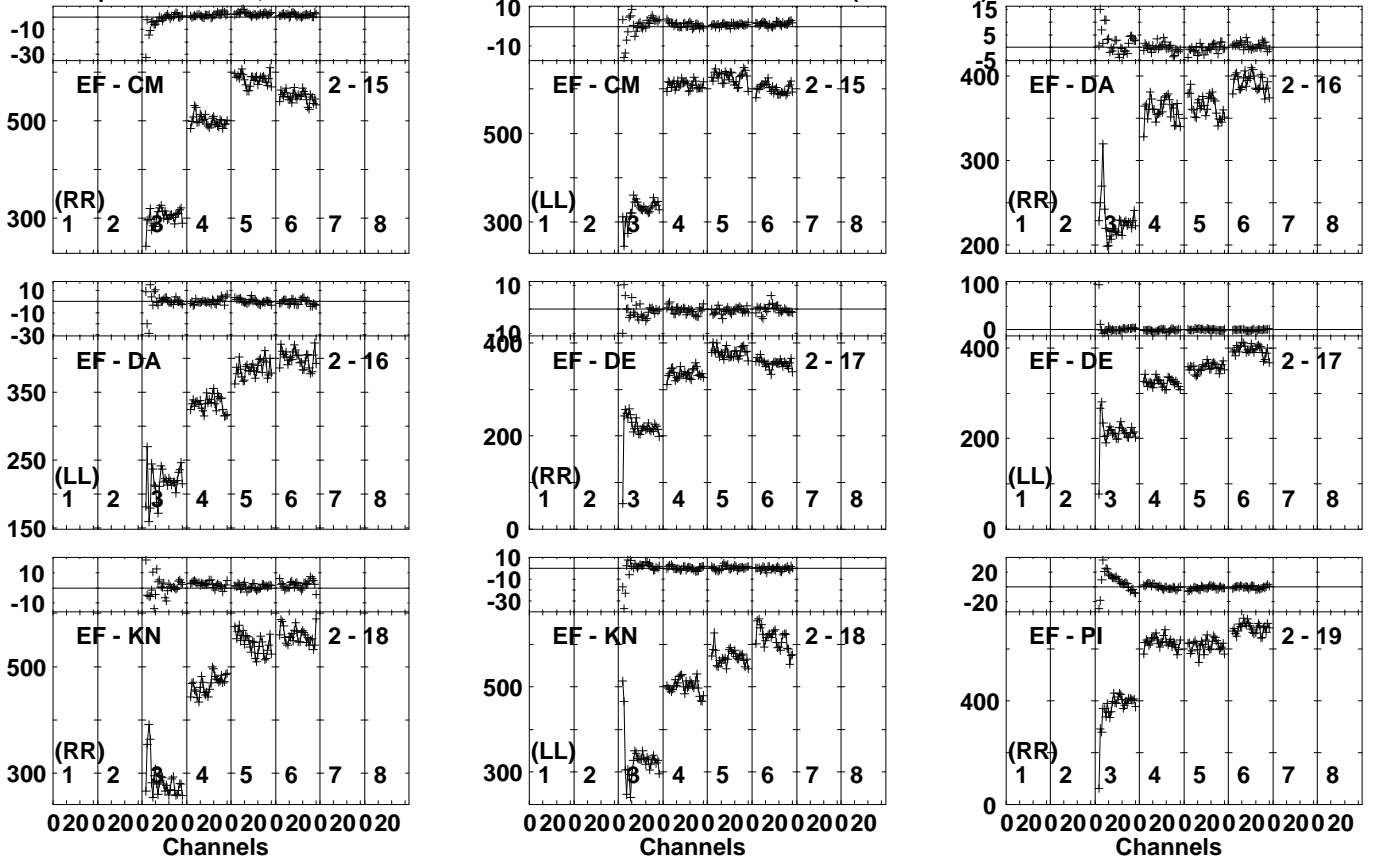 -10
-30
EF - CM 2 - 15
500
(RR)
300
1 2 3 4 5 6 7 8
10
-10
EF - CM 2 - 15
500
(LL)
300
1 2 3 4 5 6 7 8
15
5
-5
400
EF - DA 2 - 16
300
(RR)
200
1 2 3 4 5 6 7 8
10
-10
-30
EF - DA 2 - 16
350
250
(LL)
150
1 2 3 4 5 6 7 8
10
-10
400
EF - DE 2 - 17
200
(RR)
0
1 2 3 4 5 6 7 8
100
0
400
EF - DE 2 - 17
200
(LL)
0
1 2 3 4 5 6 7 8
10
-10
EF - KN 2 - 18
500
(RR)
300
1 2 3 4 5 6 7 8
0 20 0 20 0 20 0 20 0 20 0 20 0 20 0 20
Channels
10
-10
-30
EF - KN 2 - 18
500
(LL)
300
1 2 3 4 5 6 7 8
0 20 0 20 0 20 0 20 0 20 0 20 0 20 0 20
Channels
20
-20
EF - PI 2 - 19
400
(RR)
0
1 2 3 4 5 6 7 8
0 20 0 20 0 20 0 20 0 20 0 20 0 20 0 20
Channels